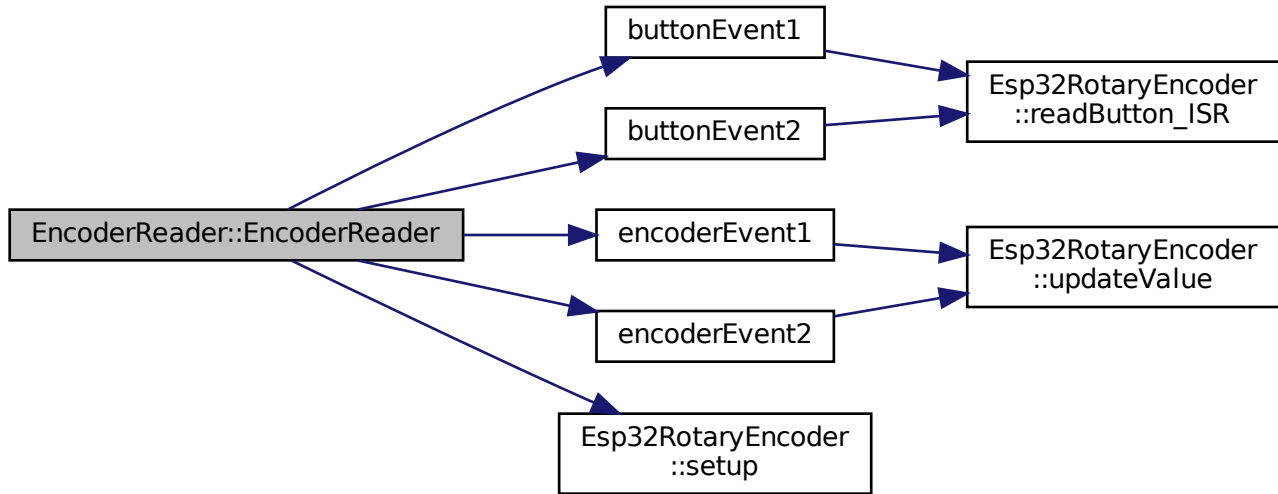 buttonEvent1
Esp32RotaryEncoder
::readButton_ISR
buttonEvent2
EncoderReader::EncoderReader
encoderEvent1
Esp32RotaryEncoder
::updateValue
encoderEvent2
Esp32RotaryEncoder
::setup